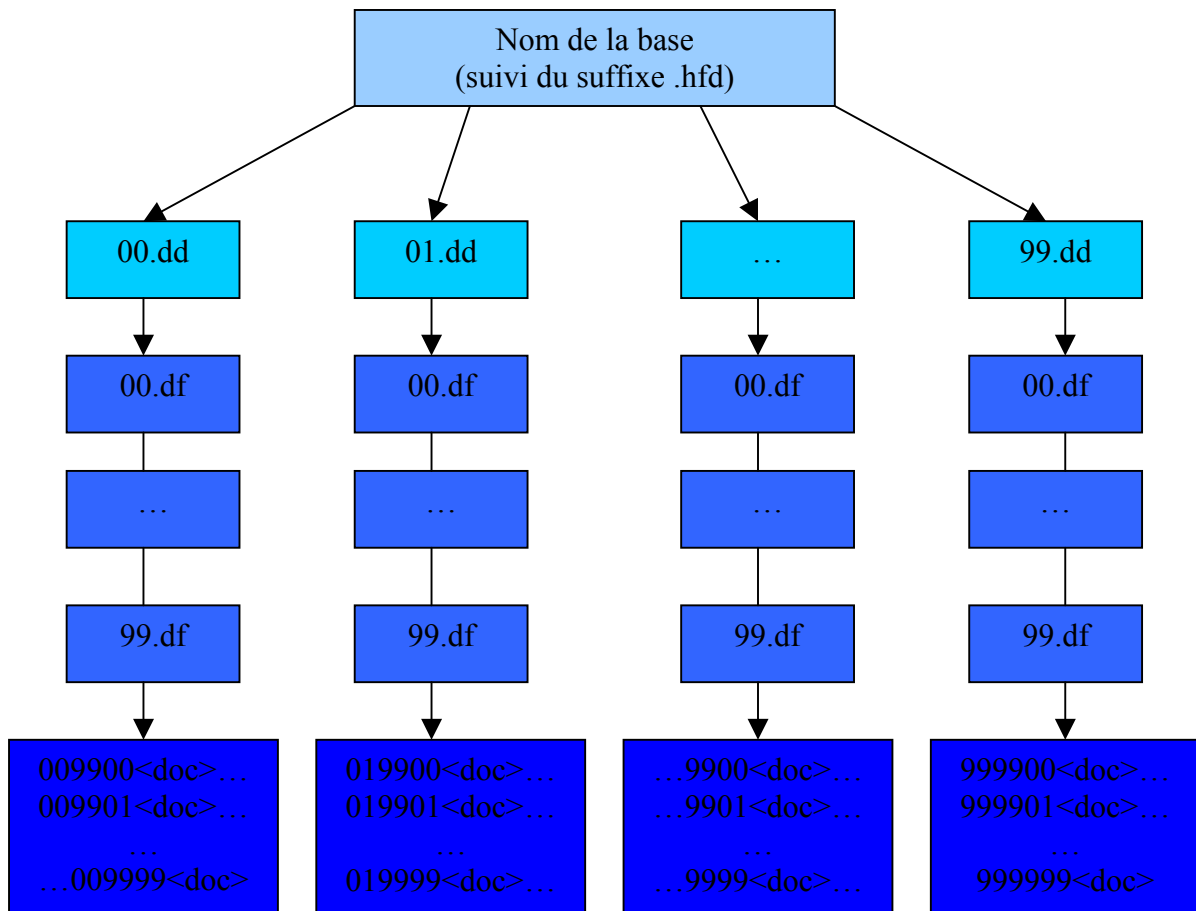 Nom de la base
(suivi du suffixe .hfd)
00.dd
01.dd
…
99.dd
00.df
00.df
00.df
00.df
…
…
…
…
99.df
99.df
99.df
99.df
009900<doc>…
009901<doc>…
…
…009999<doc>
019900<doc>…
019901<doc>…
…
019999<doc>…
…9900<doc>…
…9901<doc>…
…
…9999<doc>…
999900<doc>…
999901<doc>…
…
999999<doc>